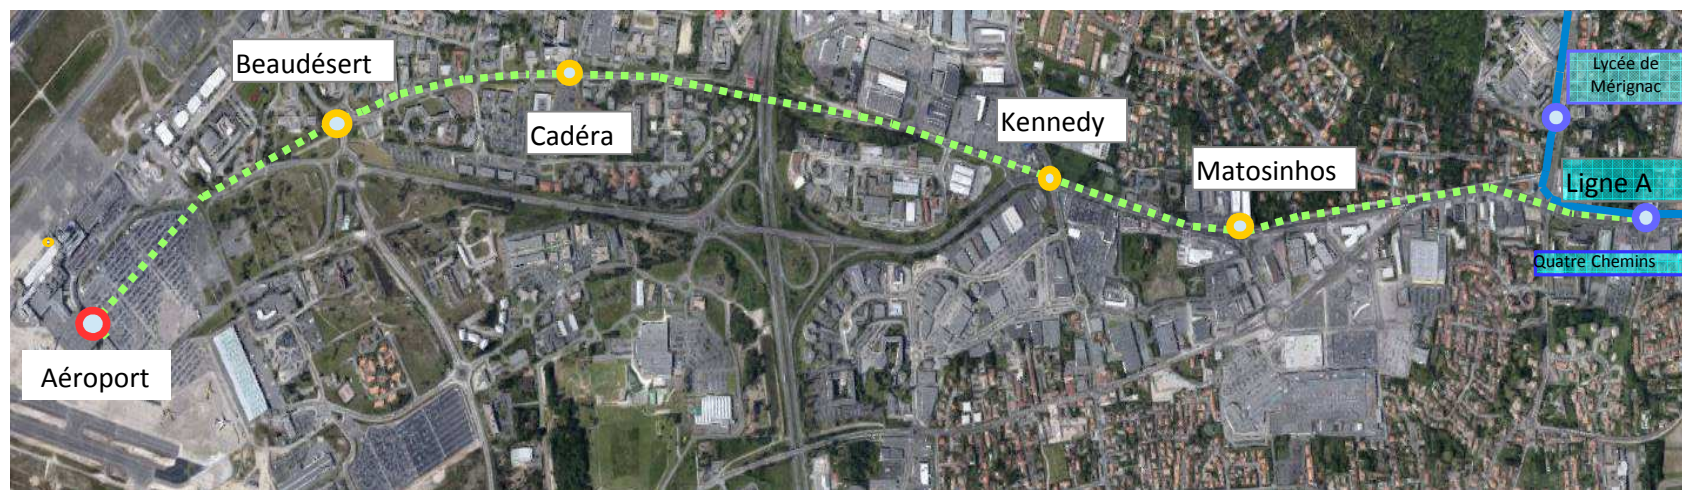 Beaudésert
Cadéra
Kennedy
Matosinhos
Lycée de
Mérignac
Ligne A
Quatre Chemins
Aéroport